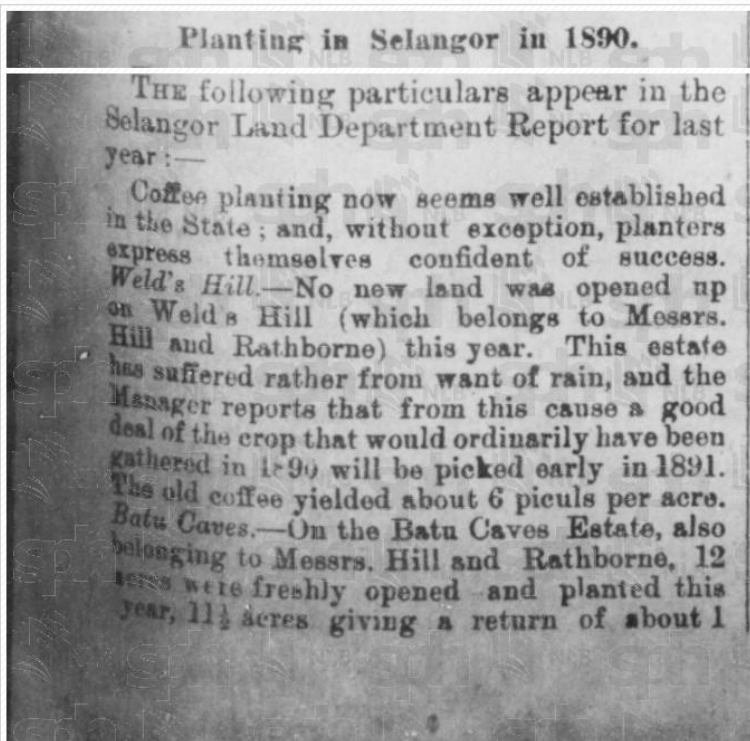 Planting in Selangor in 1890.
THE following particulars appear in the
Selangor Land Department Report for last
year :—
Coffee planting now seems well established
in the State ; and, without exception, planters
express themselves confident of success.
Weld's Hill.—No new land was opened up
on Weld's Hill (which belongs to Messrs.
Hill and Rathborne) this year. This estate
has suffered rather from want of rain, and the
Manager reports that from this cause a good
deal of the crop that would ordinarily have been
gathered in 1890 will be picked early in 1891.
The old coffee yielded about 6 piculs per acre.
Batu Caves.—On the Batu Caves Estate, also
belonging to Messrs. Hill and Rathborne, 12
acres were freshly opened and planted this
year, 11½ acres giving a return of about 1